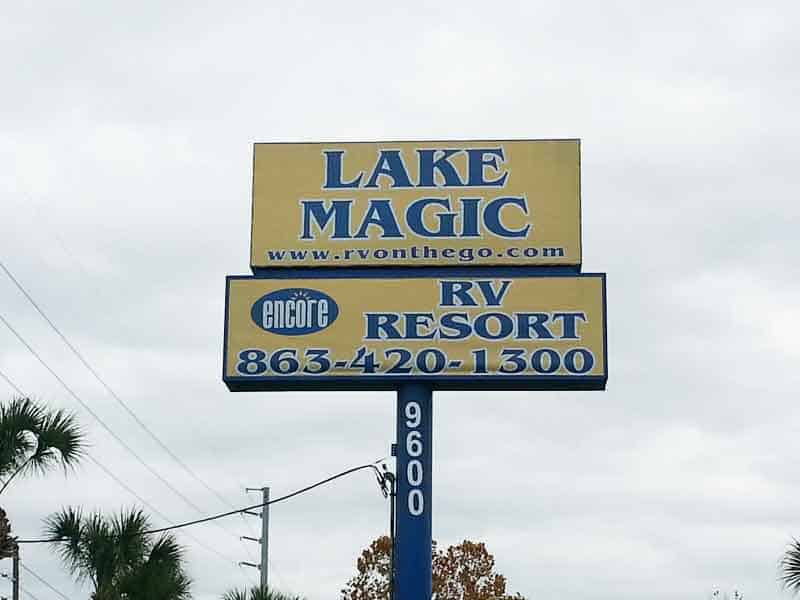 LAKE
MAGIC
www.rvonthego.com
encore
RV
RESORT
863-420-1300
9600